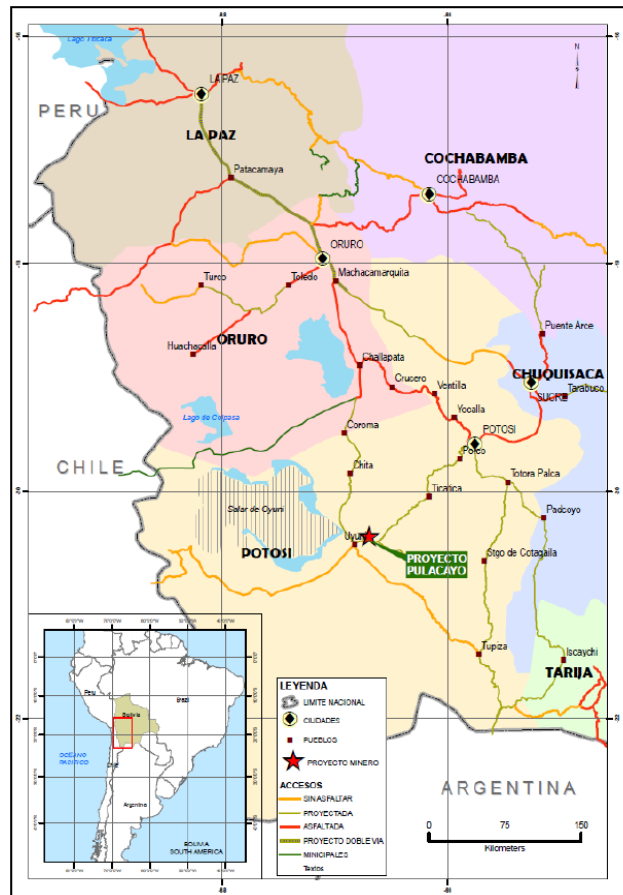 Lago Titicaca
LA PAZ
PERU
LA PAZ
Patacamaya
COCHABAMBA
COCHABAMBA
ORURO
Machacamarquita
Turco
Toledo
Huachacalla
ORURO
Puente Arce
Challapata
Crucero
Ventilla
CHUQUISACA
Tarabuco
SUCRE
Yocalla
Lago de Coipasa
Coroma
POTOSI
Porco
CHILE
Chita
Totora Palca
Ticatica
Salar de Uyuni
Padcoyo
Uyuni
POTOSI
PROYECTO
PULACAYO
Stgo de Cotagaita
Tupiza
Iscaychi
TARIJA
ARGENTINA
Peru
Brazil
Bolivia
OCÉANO
PACIFICO
Chile
Argentina
BOLIVIA
SOUTH AMERICA
LEYENDA
LIMITE NACIONAL
CIUDADES
PUEBLOS
PROYECTO MINERO
ACCESOS
SIN ASFALTAR
PROYECTADA
ASFALTADA
PROYECTO DOBLE VIA
MINICIPALES
Textos
0 75 150
Kilometers